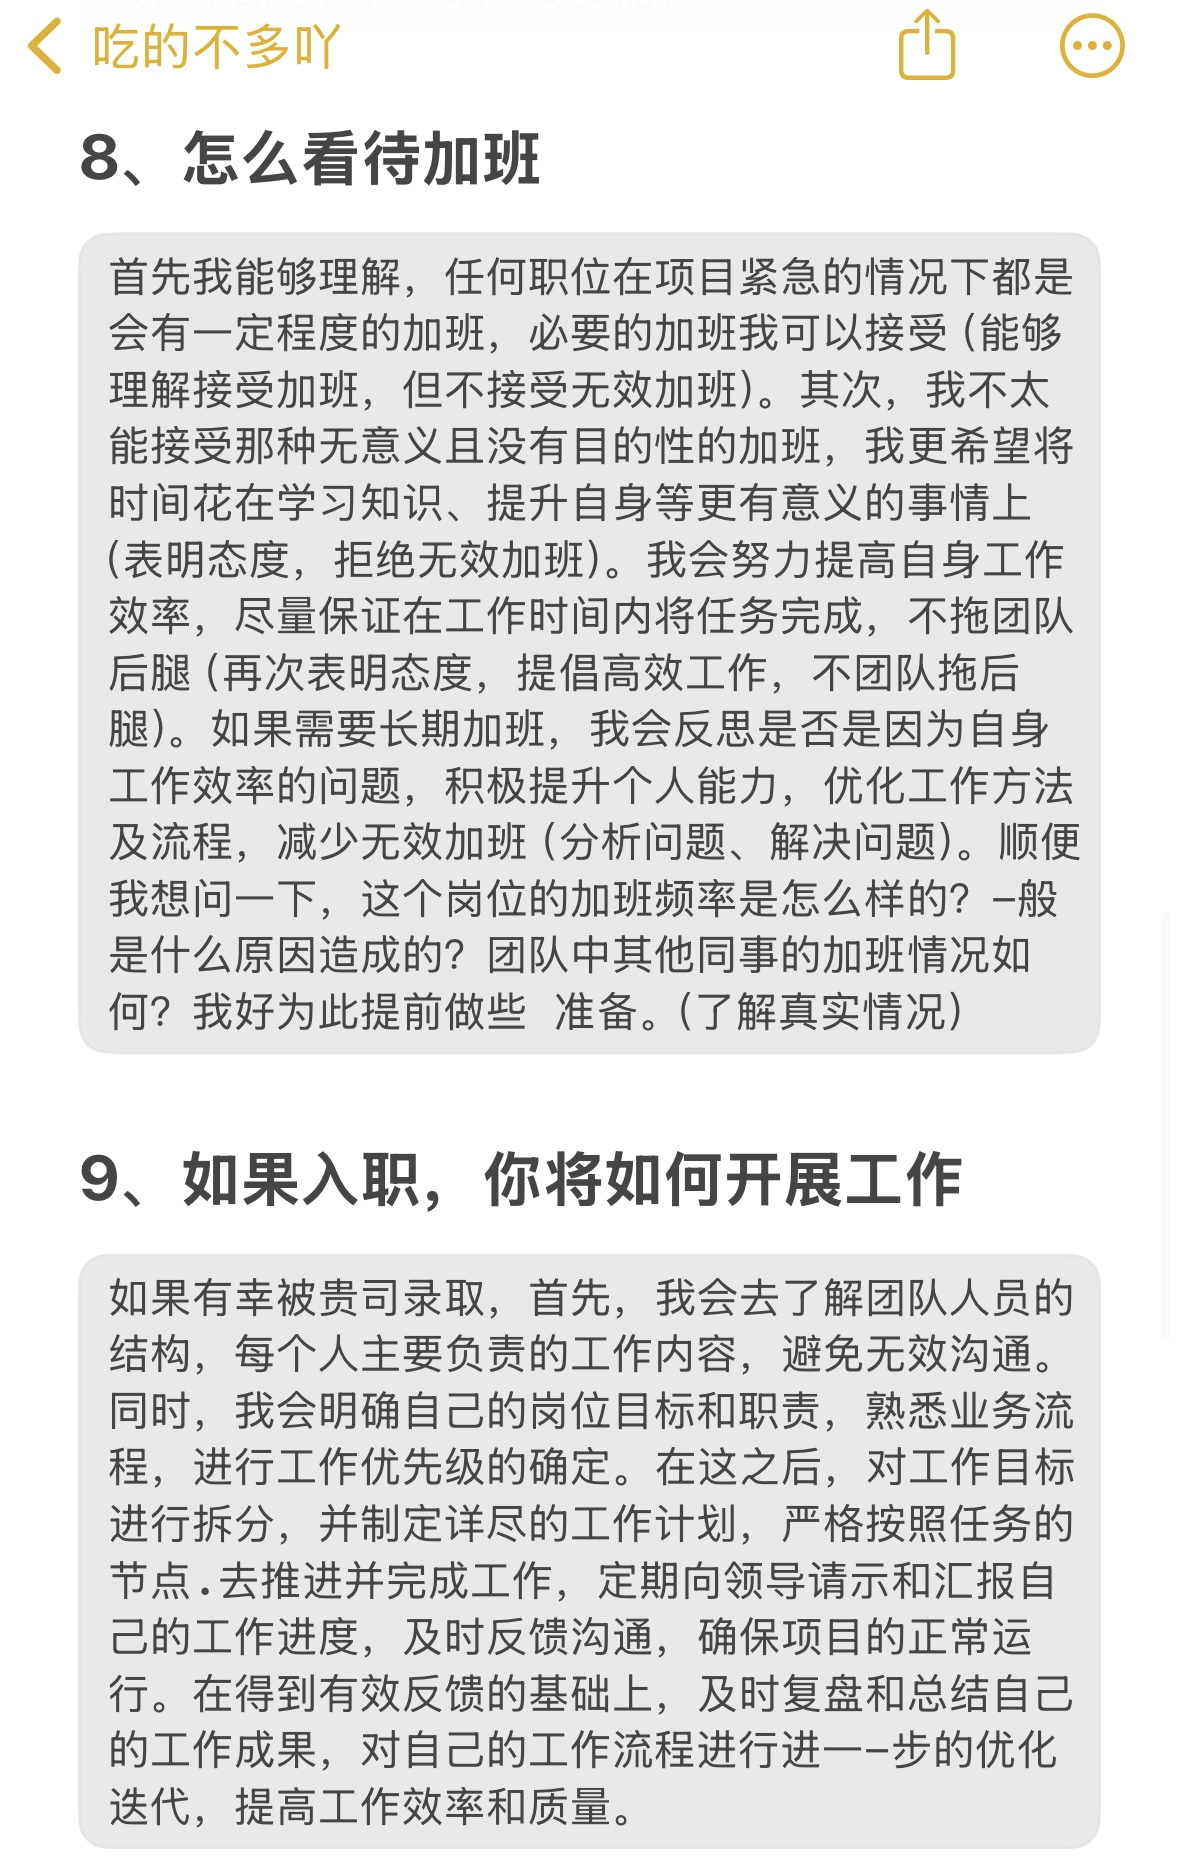 吃的不多吖
8、怎么看待加班
首先我能够理解，任何职位在项目紧急的情况下都是
会有一定程度的加班，必要的加班我可以接受（能够
理解接受加班，但不接受无效加班）。其次，我不太
能接受那种无意义且没有目的性的加班，我更希望将
时间花在学习知识、提升自身等更有意义的事情上
（表明态度，拒绝无效加班）。我会努力提高自身工作
效率，尽量保证在工作时间内将任务完成，不拖团队
后腿（再次表明态度，提倡高效工作，不团队拖后
腿）。如果需要长期加班，我会反思是否是因为自身
工作效率的问题，积极提升个人能力，优化工作方法
及流程，减少无效加班（分析问题、解决问题）。顺便
我想问一下，这个岗位的加班频率是怎么样的？–般
是什么原因造成的？团队中其他同事的加班情况如
何？我好为此提前做些 准备。（了解真实情况）
9、如果入职，你将如何开展工作
如果有幸被贵司录取，首先，我会去了解团队人员的
结构，每个人主要负责的工作内容，避免无效沟通。
同时，我会明确自己的岗位目标和职责，熟悉业务流
程，进行工作优先级的确定。在这之后，对工作目标
进行拆分，并制定详尽的工作计划，严格按照任务的
节点.去推进并完成工作，定期向领导请示和汇报自
己的工作进度，及时反馈沟通，确保项目的正常运
行。在得到有效反馈的基础上，及时复盘和总结自己
的工作成果，对自己的工作流程进行进一–步的优化
迭代，提高工作效率和质量。